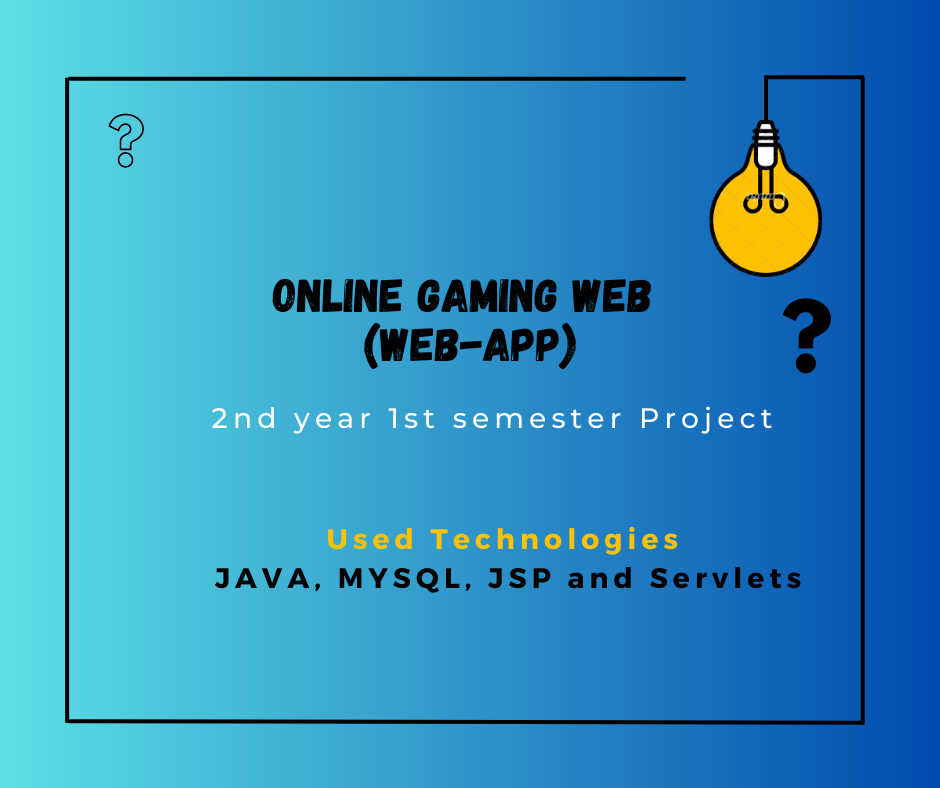 ?
ONLINE GAMING WEB
(WEB-APP)
?
2nd year 1st semester Project
Used Technologies
JAVA, MYSQL, JSP and Servlets